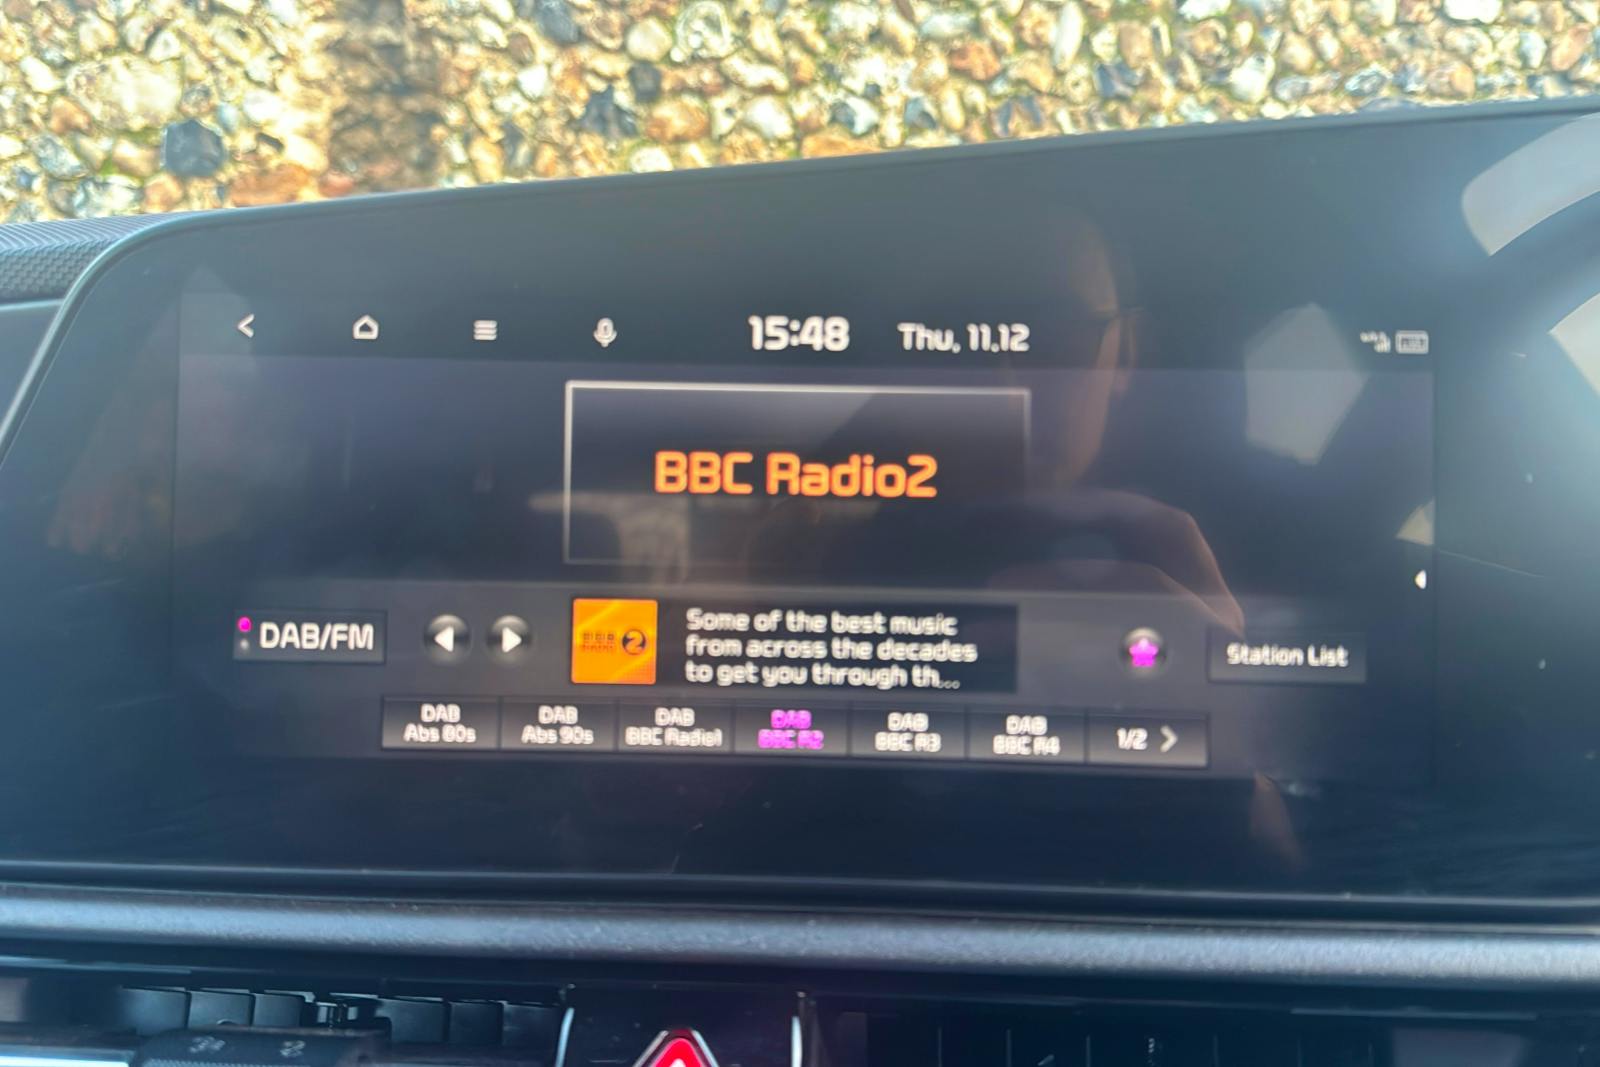 15:48 Thu, 11.12
BBC Radio2
DAB/FM
2
Some of the best music
from across the decades
to get you through th...
Station List
DAB
Abs 80s
DAB
Abs 90s
DAB
BBC Radio1
DAB
BBC R2
DAB
BBC R3
DAB
BBC R4
1/2